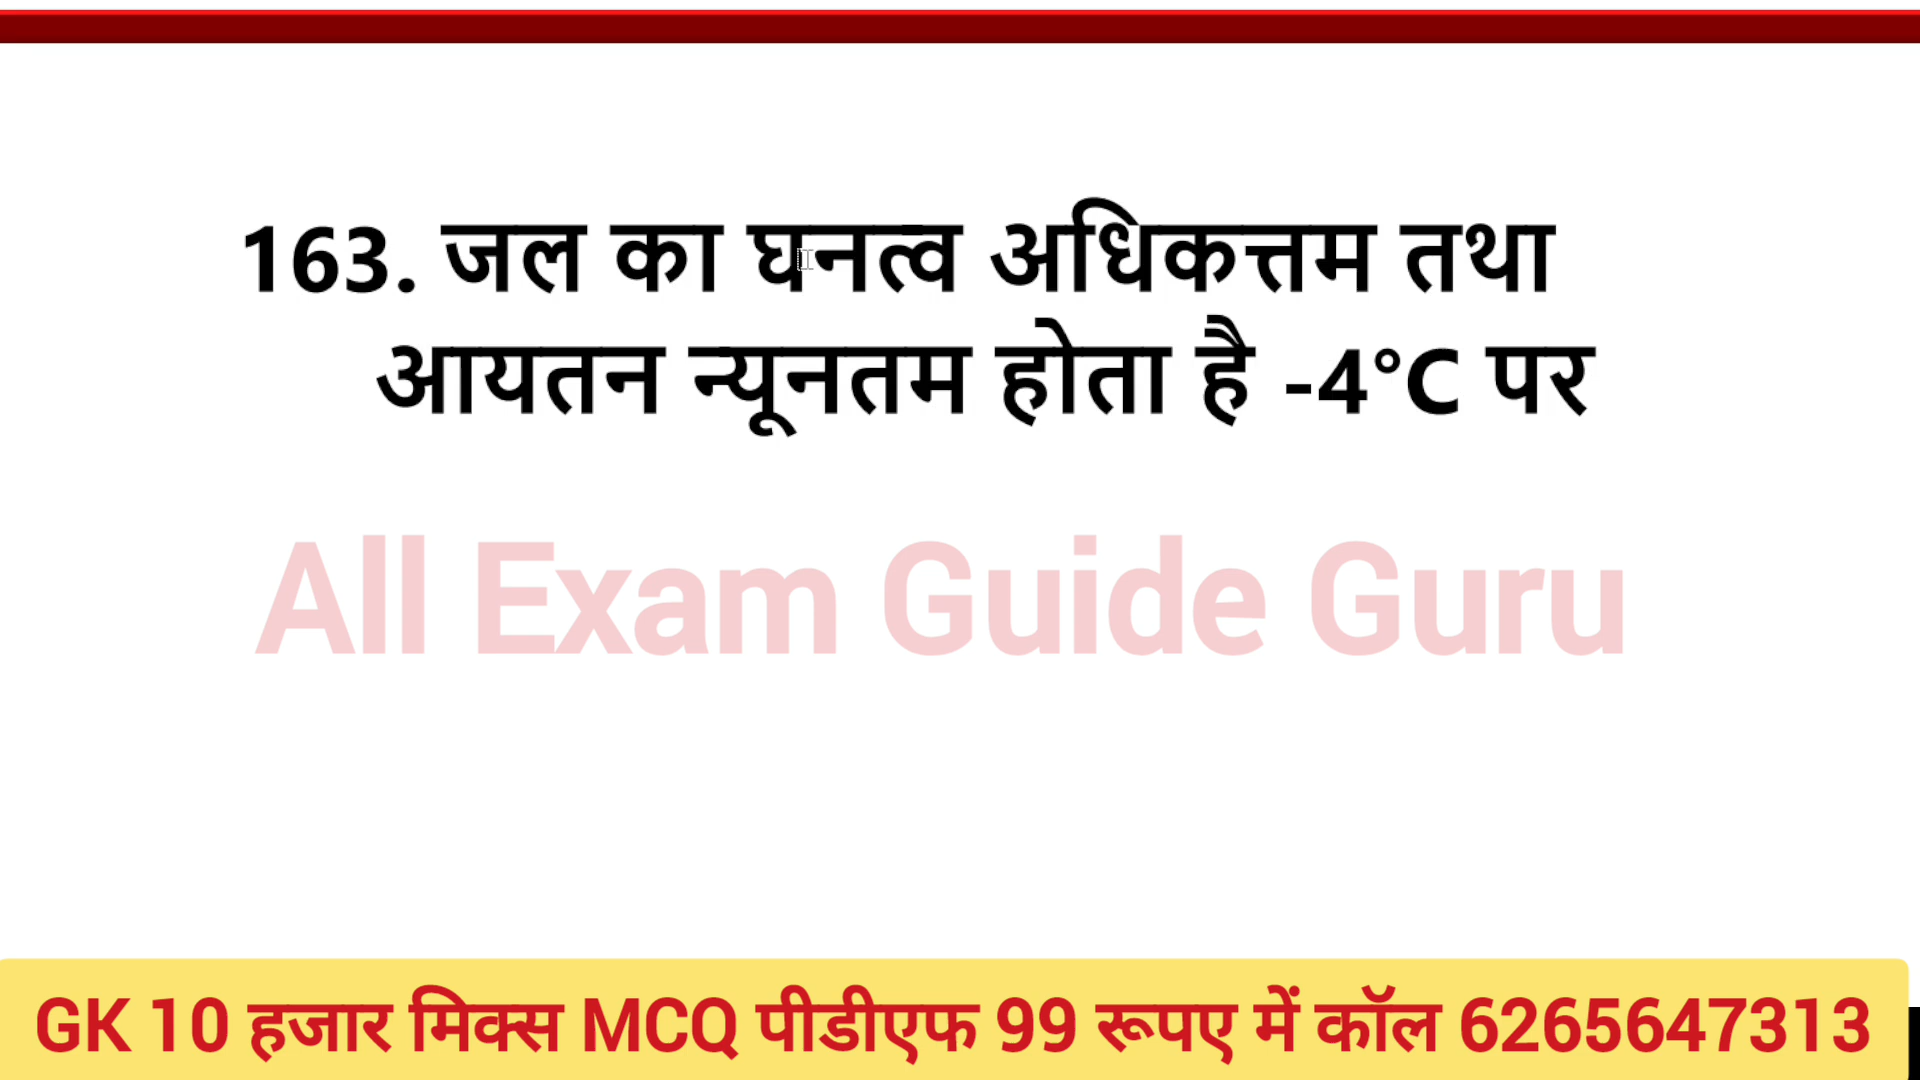 163. जल का घनत्व अधिकत्तम तथा
आयतन न्यूनतम होता है -4°C पर
All Exam Guide Guru
GK 10 हजार मिक्स MCQ पीडीएफ 99 रूपए में कॉल 6265647313